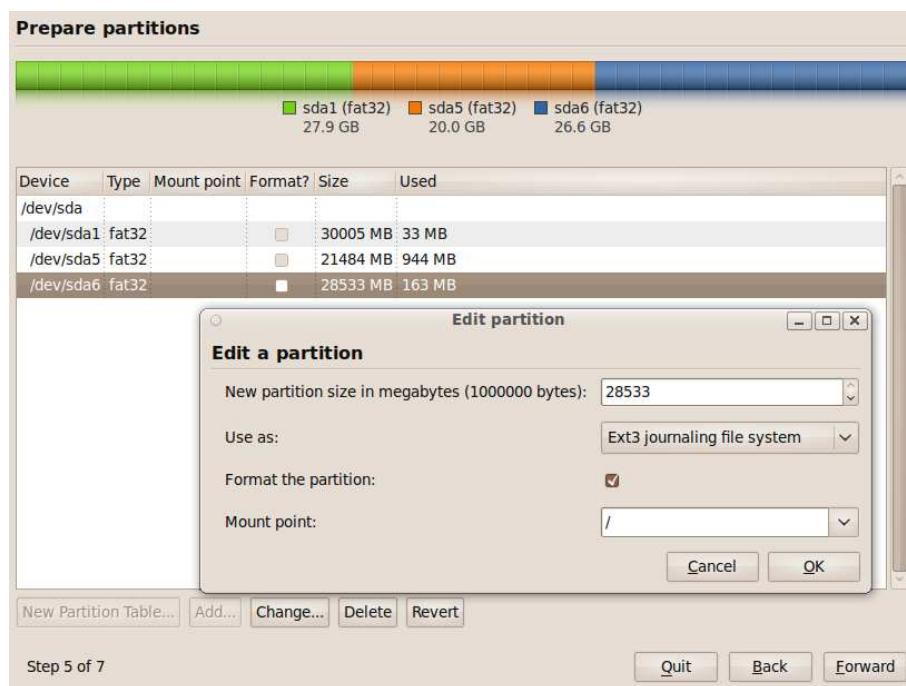 Prepare partitions
sda1 (fat32) sda5 (fat32) sda6 (fat32)
27.9 GB 20.0 GB 26.6 GB
Device Type Mount point Format? Size Used
/dev/sda
/dev/sda1 fat32 30005 MB 33 MB
/dev/sda5 fat32 21484 MB 944 MB
/dev/sda6 fat32 28533 MB 163 MB
Edit partition
Edit a partition
New partition size in megabytes (1000000 bytes): 28533
Use as: Ext3 journaling file system
Format the partition:
Mount point: /
Cancel OK
New Partition Table... Add... Change... Delete Revert
Step 5 of 7 Quit Back Forward